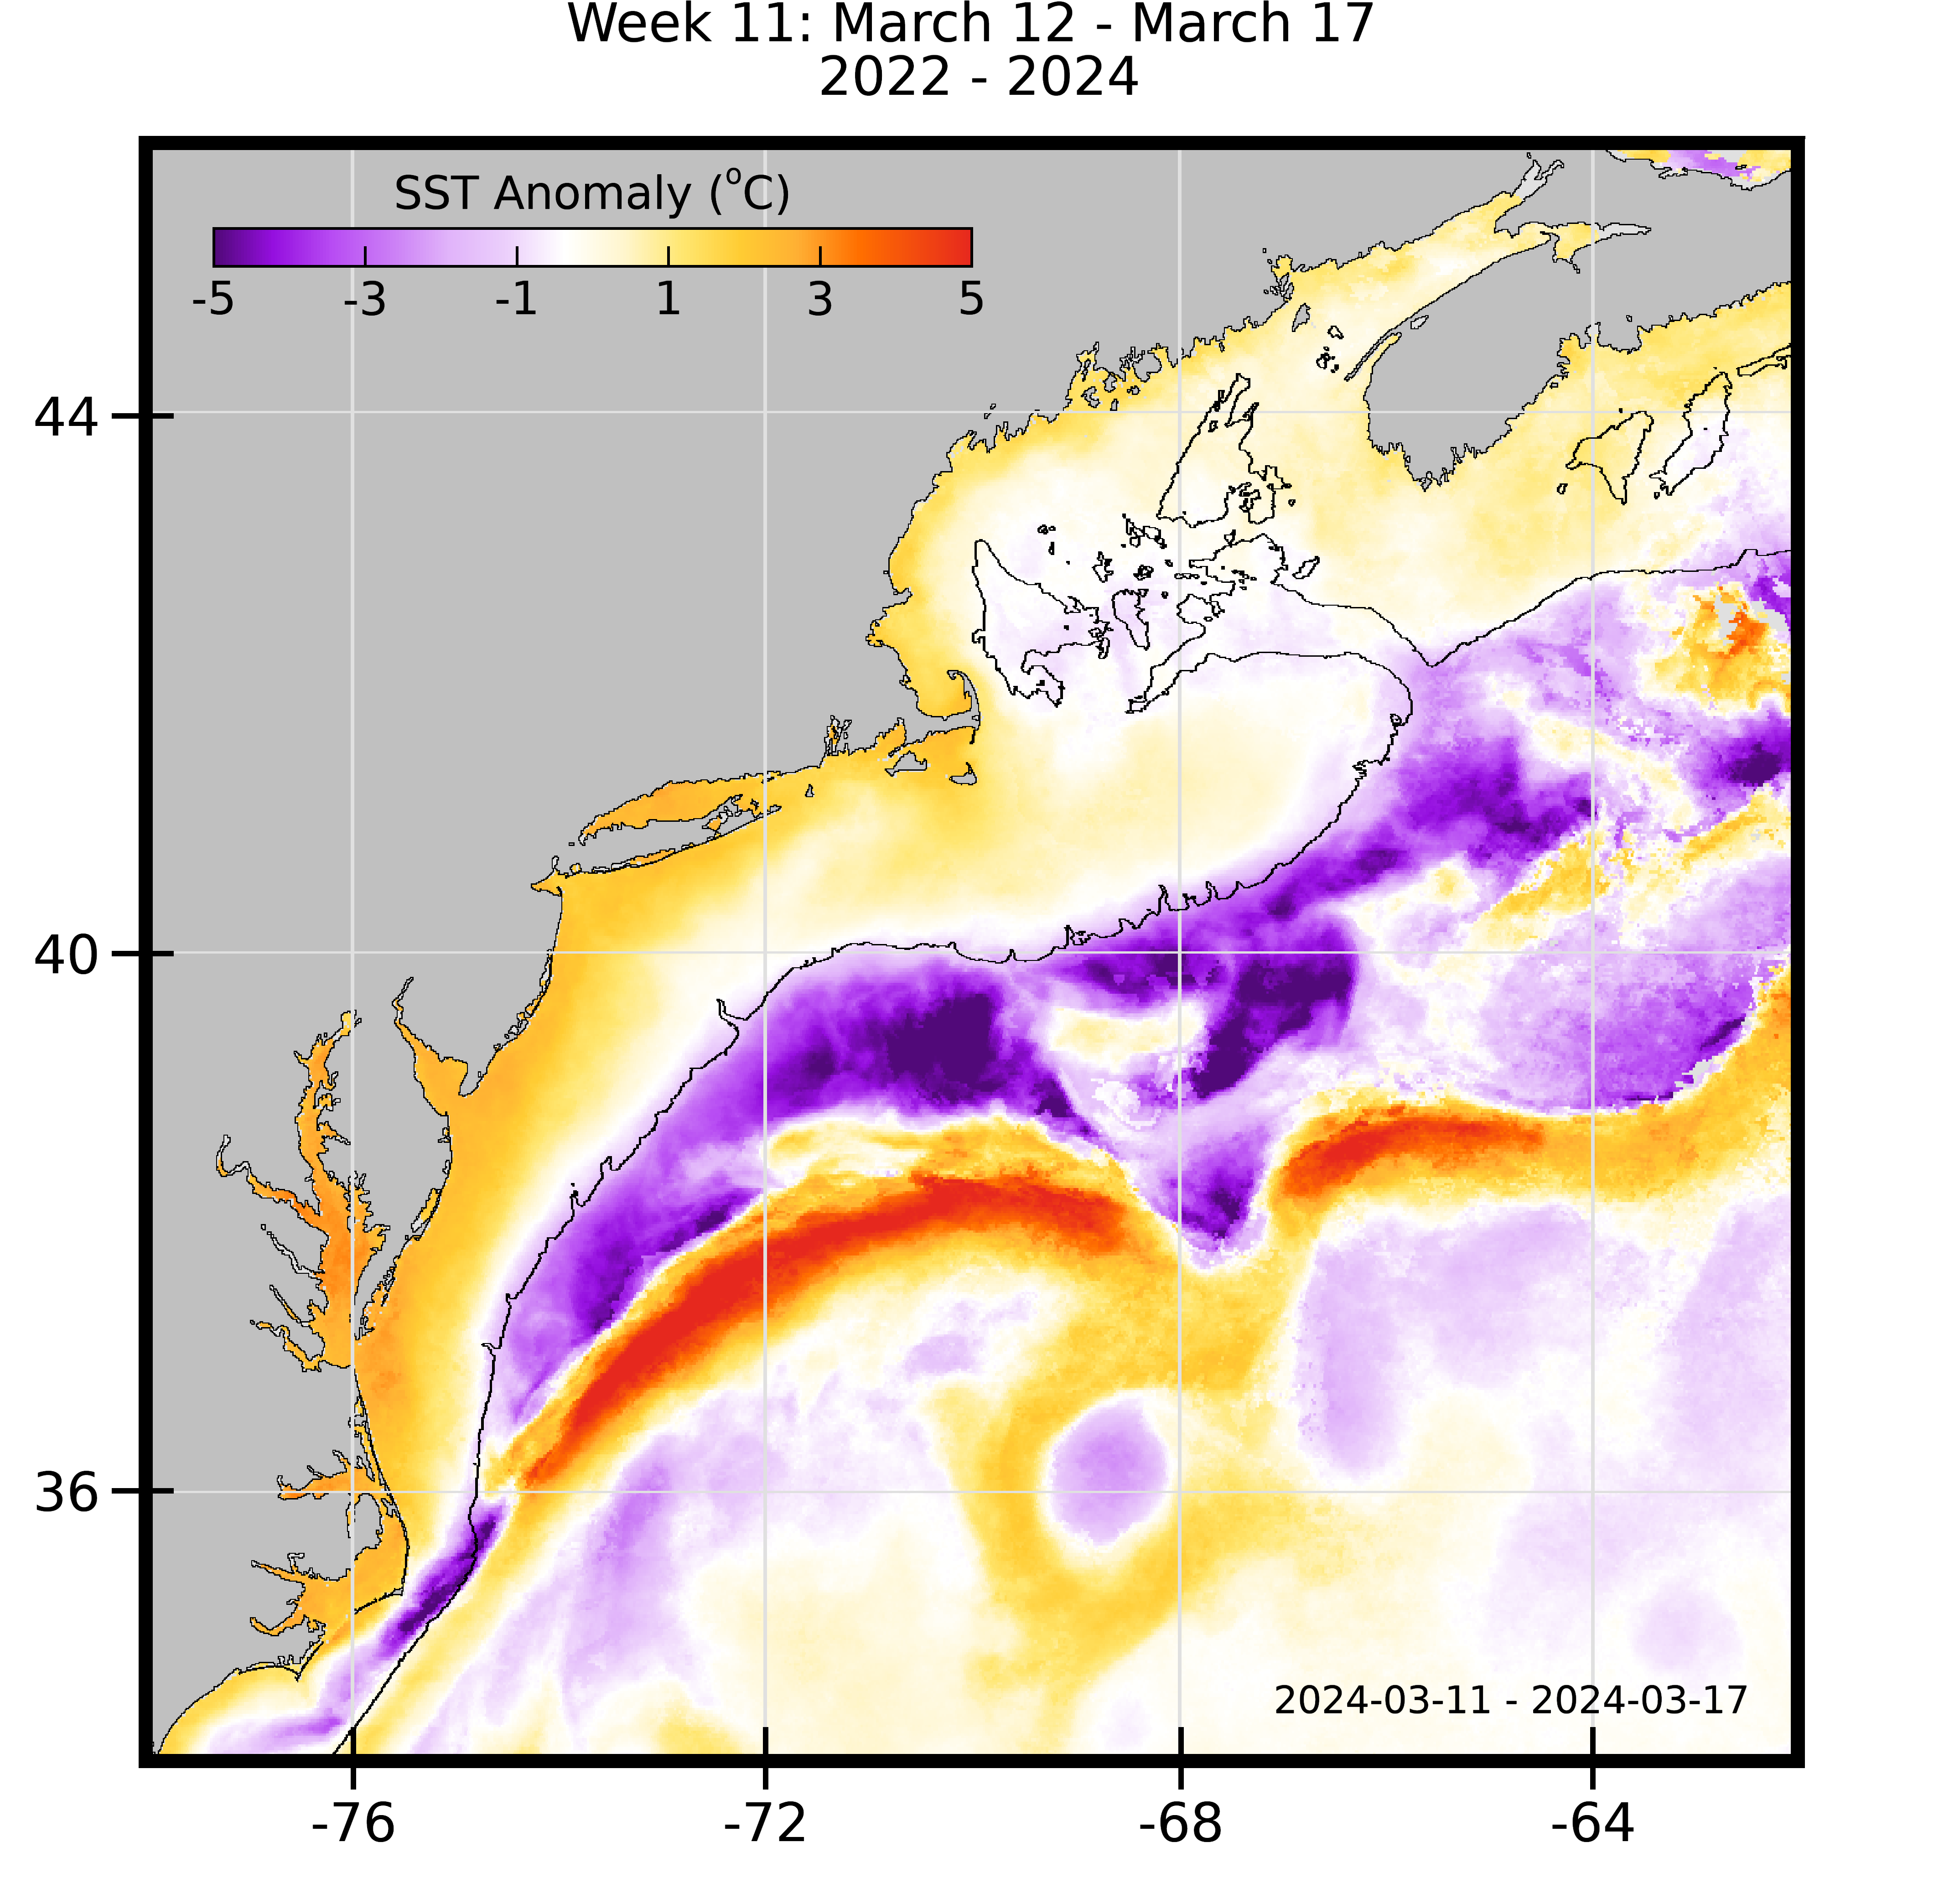 Week 11: March 12 - March 17
2022 - 2024
SST Anomaly (°C)
-5 -3 -1 1 3 5
44
40
36
2024-03-11 - 2024-03-17
-76 -72 -68 -64